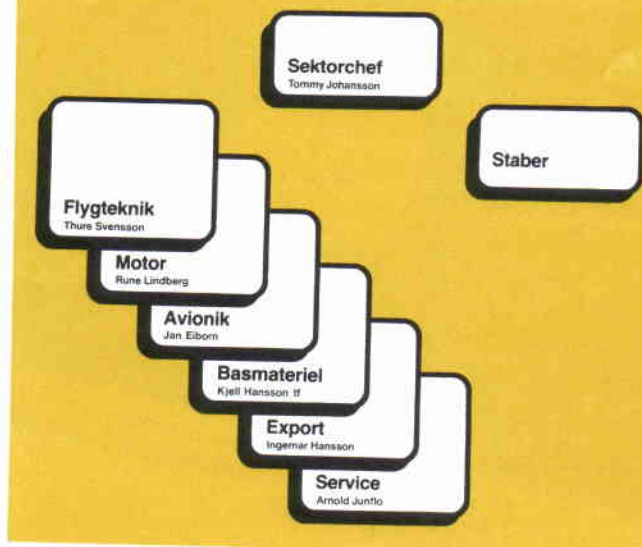 Sektorchef
Tommy Johansson
Staber
Flygteknik
Thure Svensson
Motor
Rune Lindberg
Avionik
Jan Eiborn
Basmateriel
Kjell Hansson tf
Export
Ingemar Hansson
Service
Arnold Junflo